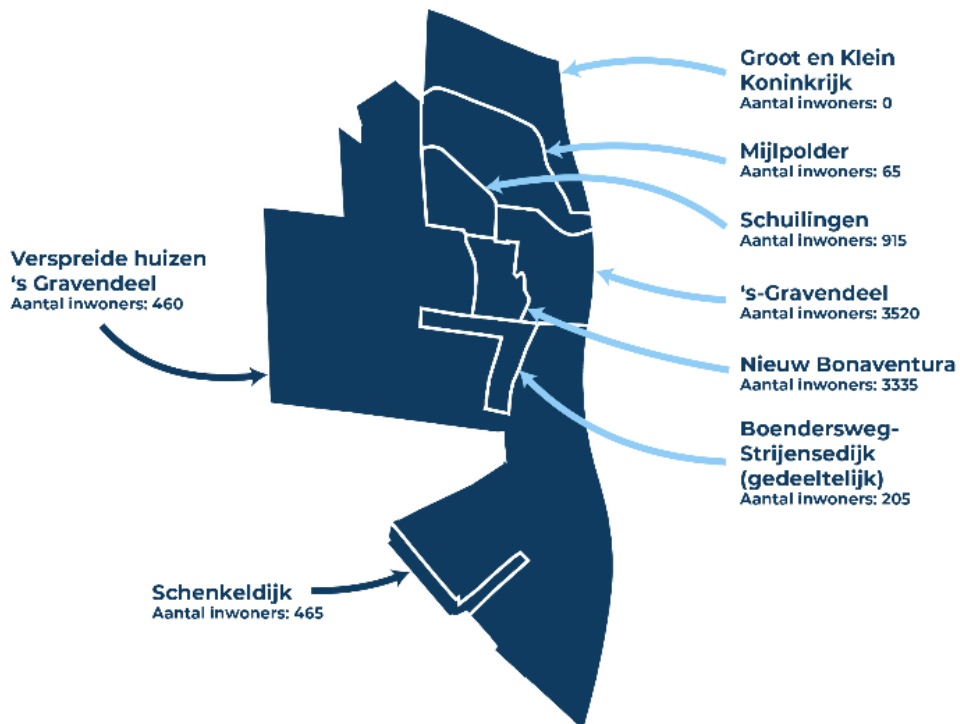 Groot en Klein
Koninkrijk
Aantal inwoners: 0
Mijlpolder
Aantal inwoners: 65
Schuilingen
Aantal inwoners: 915
Verspreide huizen
‘s Gravendeel
Aantal inwoners: 460
‘s-Gravendeel
Aantal inwoners: 3520
Nieuw Bonaventura
Aantal inwoners: 3335
Boendersweg-
Strijensedijk
(gedeeltelijk)
Aantal inwoners: 205
Schenkeldijk
Aantal inwoners: 465